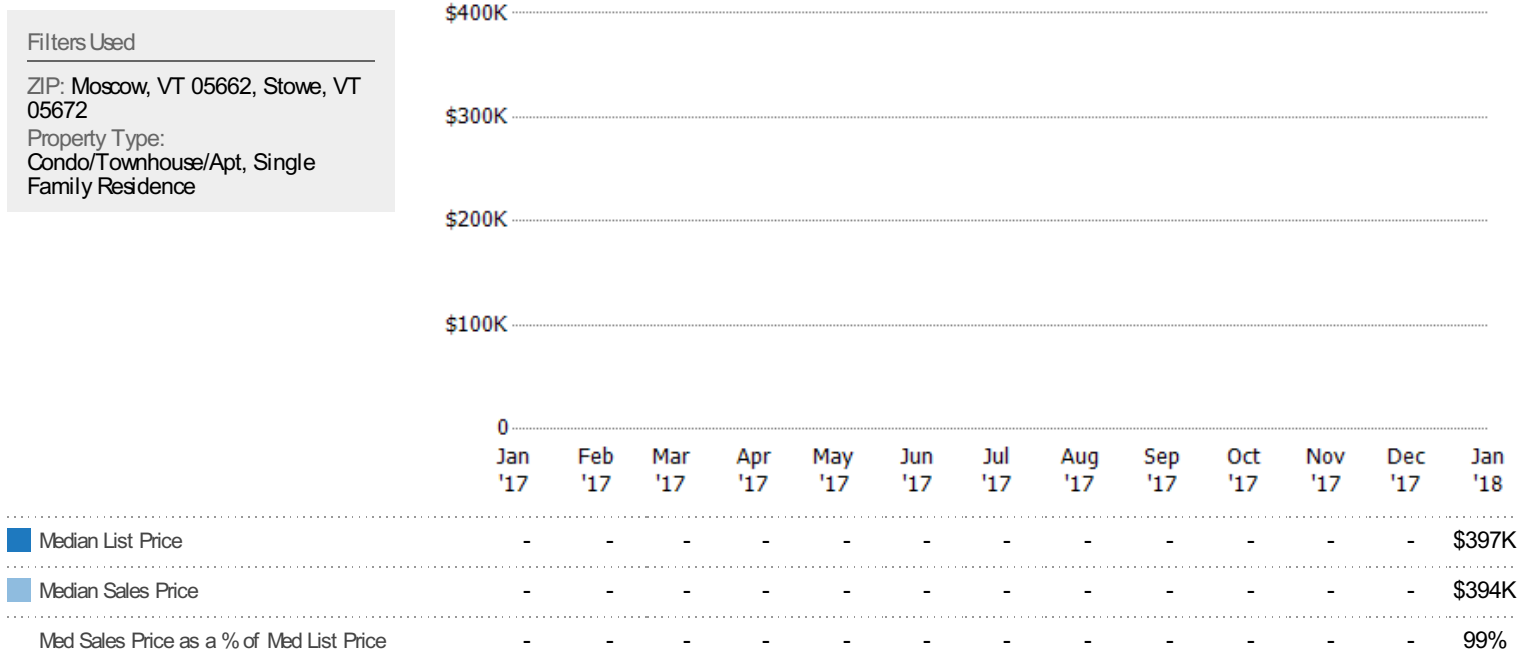 Filters Used
ZIP: Moscow, VT 05662, Stowe, VT
05672
Property Type:
Condo/Townhouse/Apt, Single
Family Residence
$400K
$300K
$200K
$100K
0
Jan Feb Mar Apr May Jun Jul Aug Sep Oct Nov Dec Jan
'17 '17 '17 '17 '17 '17 '17 '17 '17 '17 '17 '17 '18
Median List Price - - - - - - - - - - - - $397K
Median Sales Price - - - - - - - - - - - - $394K
Med Sales Price as a % of Med List Price - - - - - - - - - - - - 99%